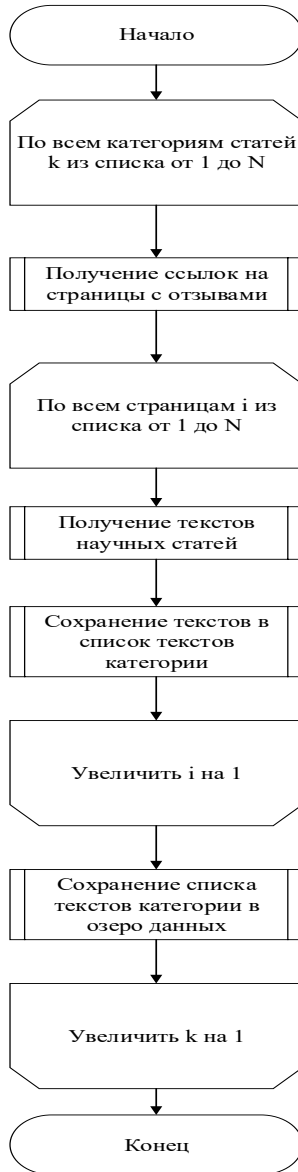 Начало
По всем категориям статей
k из списка от 1 до N
Получение ссылок на
страницы с отзывами
По всем страницам i из
списка от 1 до N
Получение текстов
научных статей
Сохранение текстов в
список текстов
категории
Увеличить i на 1
Сохранение списка
текстов категории в
озеро данных
Увеличить k на 1
Конец